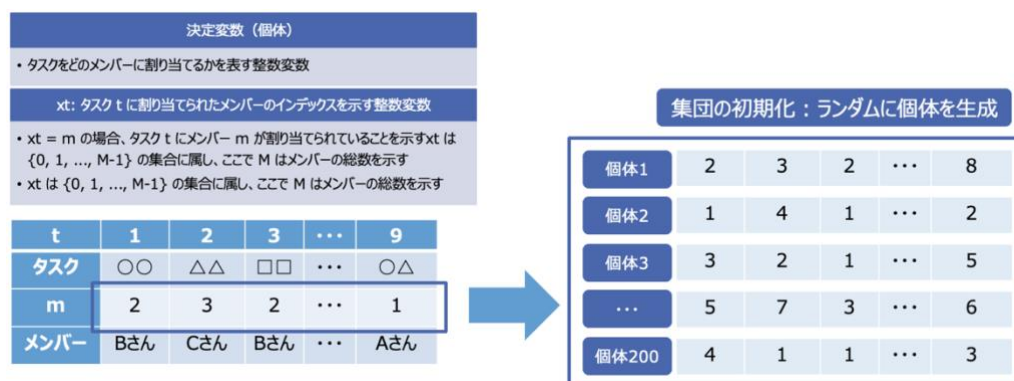 決定変数（個体）
・タスクをどのメンバーに割り当てるかを表す整数変数
xt: タスク t に割り当てられたメンバーのインデックスを示す整数変数
・xt = m の場合、タスク t にメンバー m が割り当てられていることを示すxt は
{0, 1, ..., M-1} の集合に属し、ここで M はメンバーの総数を示す
・xt は {0, 1, ..., M-1} の集合に属し、ここで M はメンバーの総数を示す
t 1 2 3 ・・・ 9
タスク ○○ △△ □□ ・・・ ○△
m 2 3 2 ・・・ 1
メンバー Bさん Cさん Bさん ・・・ Aさん
集団の初期化：ランダムに個体を生成
個体1 2 3 2 ・・・ 8
個体2 1 4 1 ・・・ 2
個体3 3 2 1 ・・・ 5
・・・ 5 7 3 ・・・ 6
個体200 4 1 1 ・・・ 3